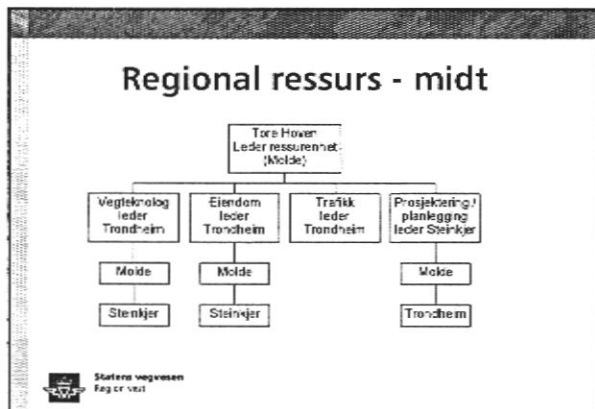 Regional ressurs - midt
Tore Hoven
Leder ressursenhet
(Molde)
Vegteknolog
leder
Trondheim
Eiendom
leder
Trondheim
Trafikk
leder
Trondheim
Prosjektering/
planlegging
leder Steinkjer
Molde
Molde
Molde
Steinkjer
Steinkjer
Trondheim
Statens vegvesen
Region vest